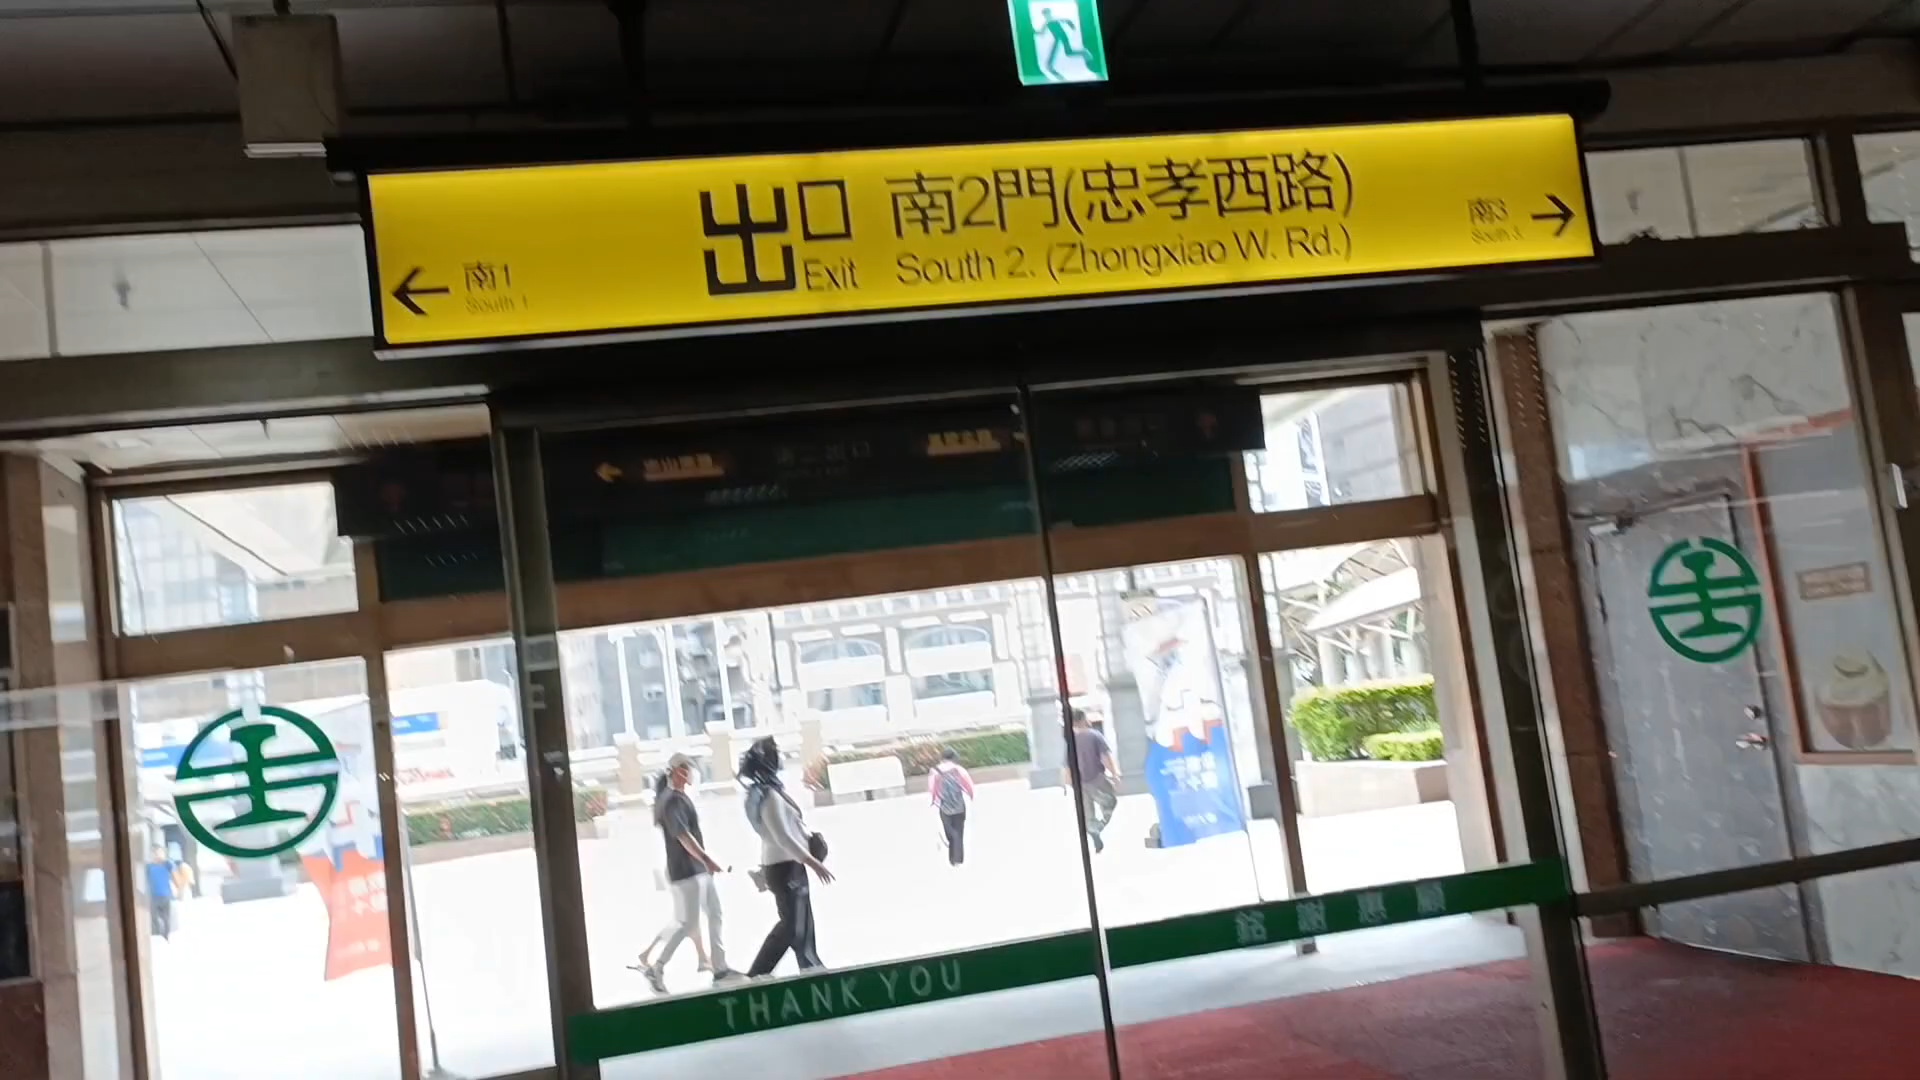 出口 南2門(忠孝西路)
Exit South 2. (Zhongxiao W. Rd.)
← 南1
South 1.
南3 →
South 3.
THANK YOU
銘謝惠顧